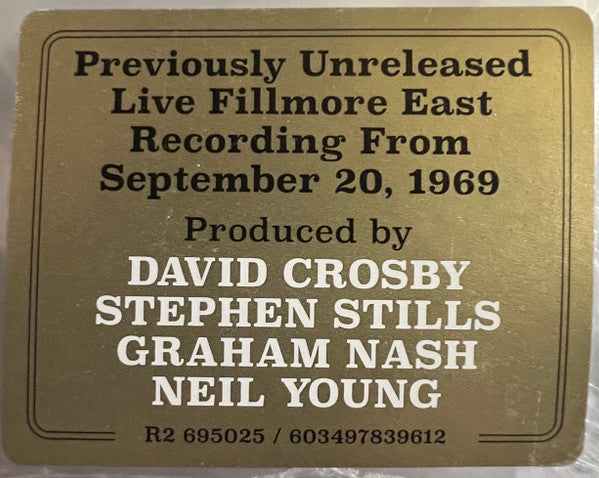 Previously Unreleased
Live Fillmore East
Recording From
September 20, 1969
Produced by
DAVID CROSBY
STEPHEN STILLS
GRAHAM NASH
NEIL YOUNG
R2 695025 / 603497839612